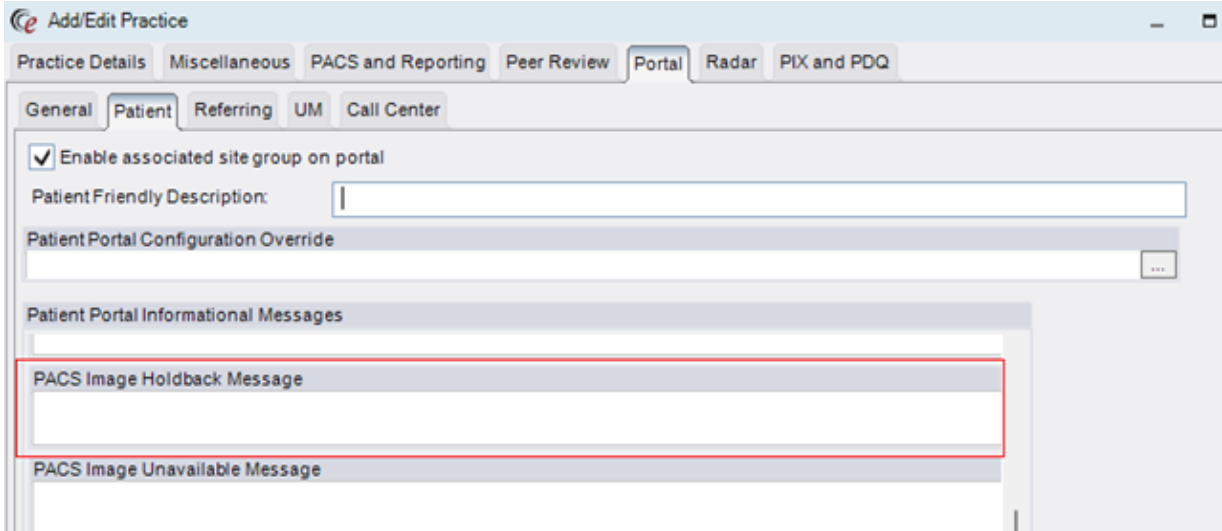 Ce Add/Edit Practice
Practice Details Miscellaneous PACS and Reporting Peer Review Portal Radar PIX and PDQ
General Patient Referring UM Call Center
Enable associated site group on portal
Patient Friendly Description:
Patient Portal Configuration Override
...
Patient Portal Informational Messages
PACS Image Holdback Message
PACS Image Unavailable Message